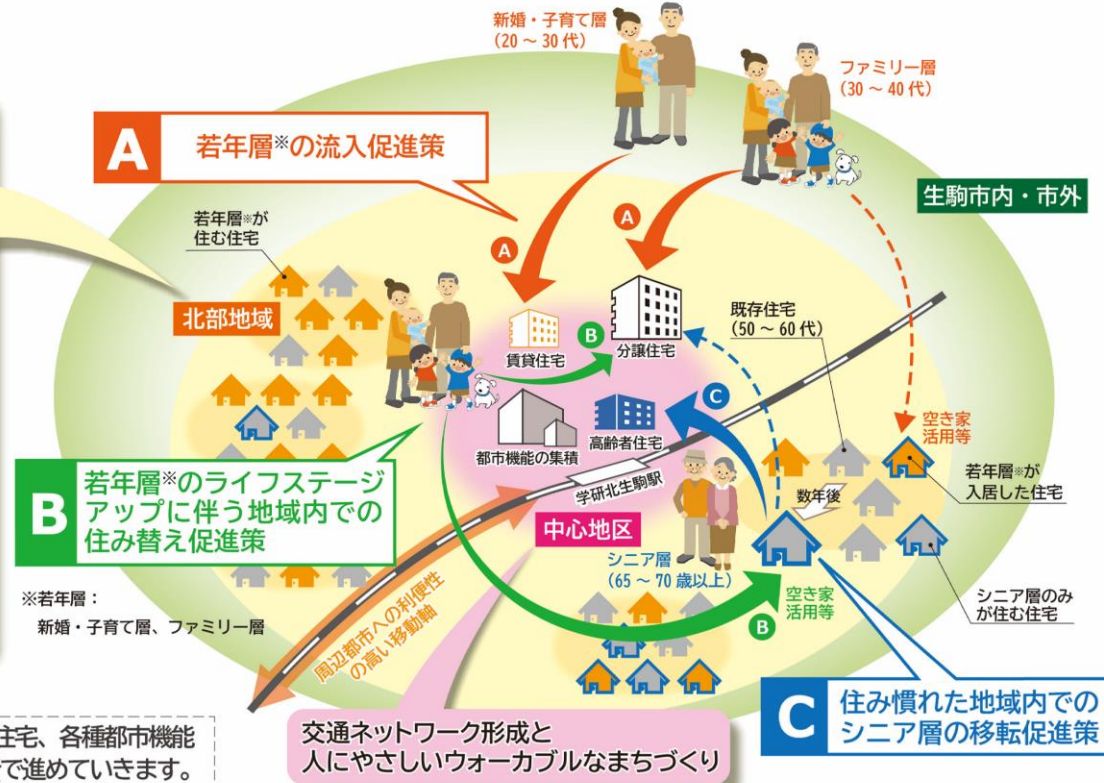 新婚・子育て層
（20 ～ 30 代）
ファミリー層
（30 ～ 40 代）
A
若年層※の流入促進策
生駒市内・市外
若年層※が
住む住宅
A
A
北部地域
既存住宅
（50 ～ 60 代）
賃貸住宅
B
分譲住宅
C
都市機能の集積
高齢者住宅
学研北生駒駅
空き家
活用等
若年層※が
入居した住宅
数年後
B
若年層※のライフステージ
アップに伴う地域内での
住み替え促進策
中心地区
シニア層
（65 ～ 70 歳以上）
空き家
活用等
B
シニア層のみ
が住む住宅
※若年層：
新婚・子育て層、ファミリー層
周辺都市への利便性
の高い移動軸
C
住み慣れた地域内での
シニア層の移転促進策
交通ネットワーク形成と
人にやさしいウォーカブルなまちづくり
住宅、各種都市機能
で進めていきます。